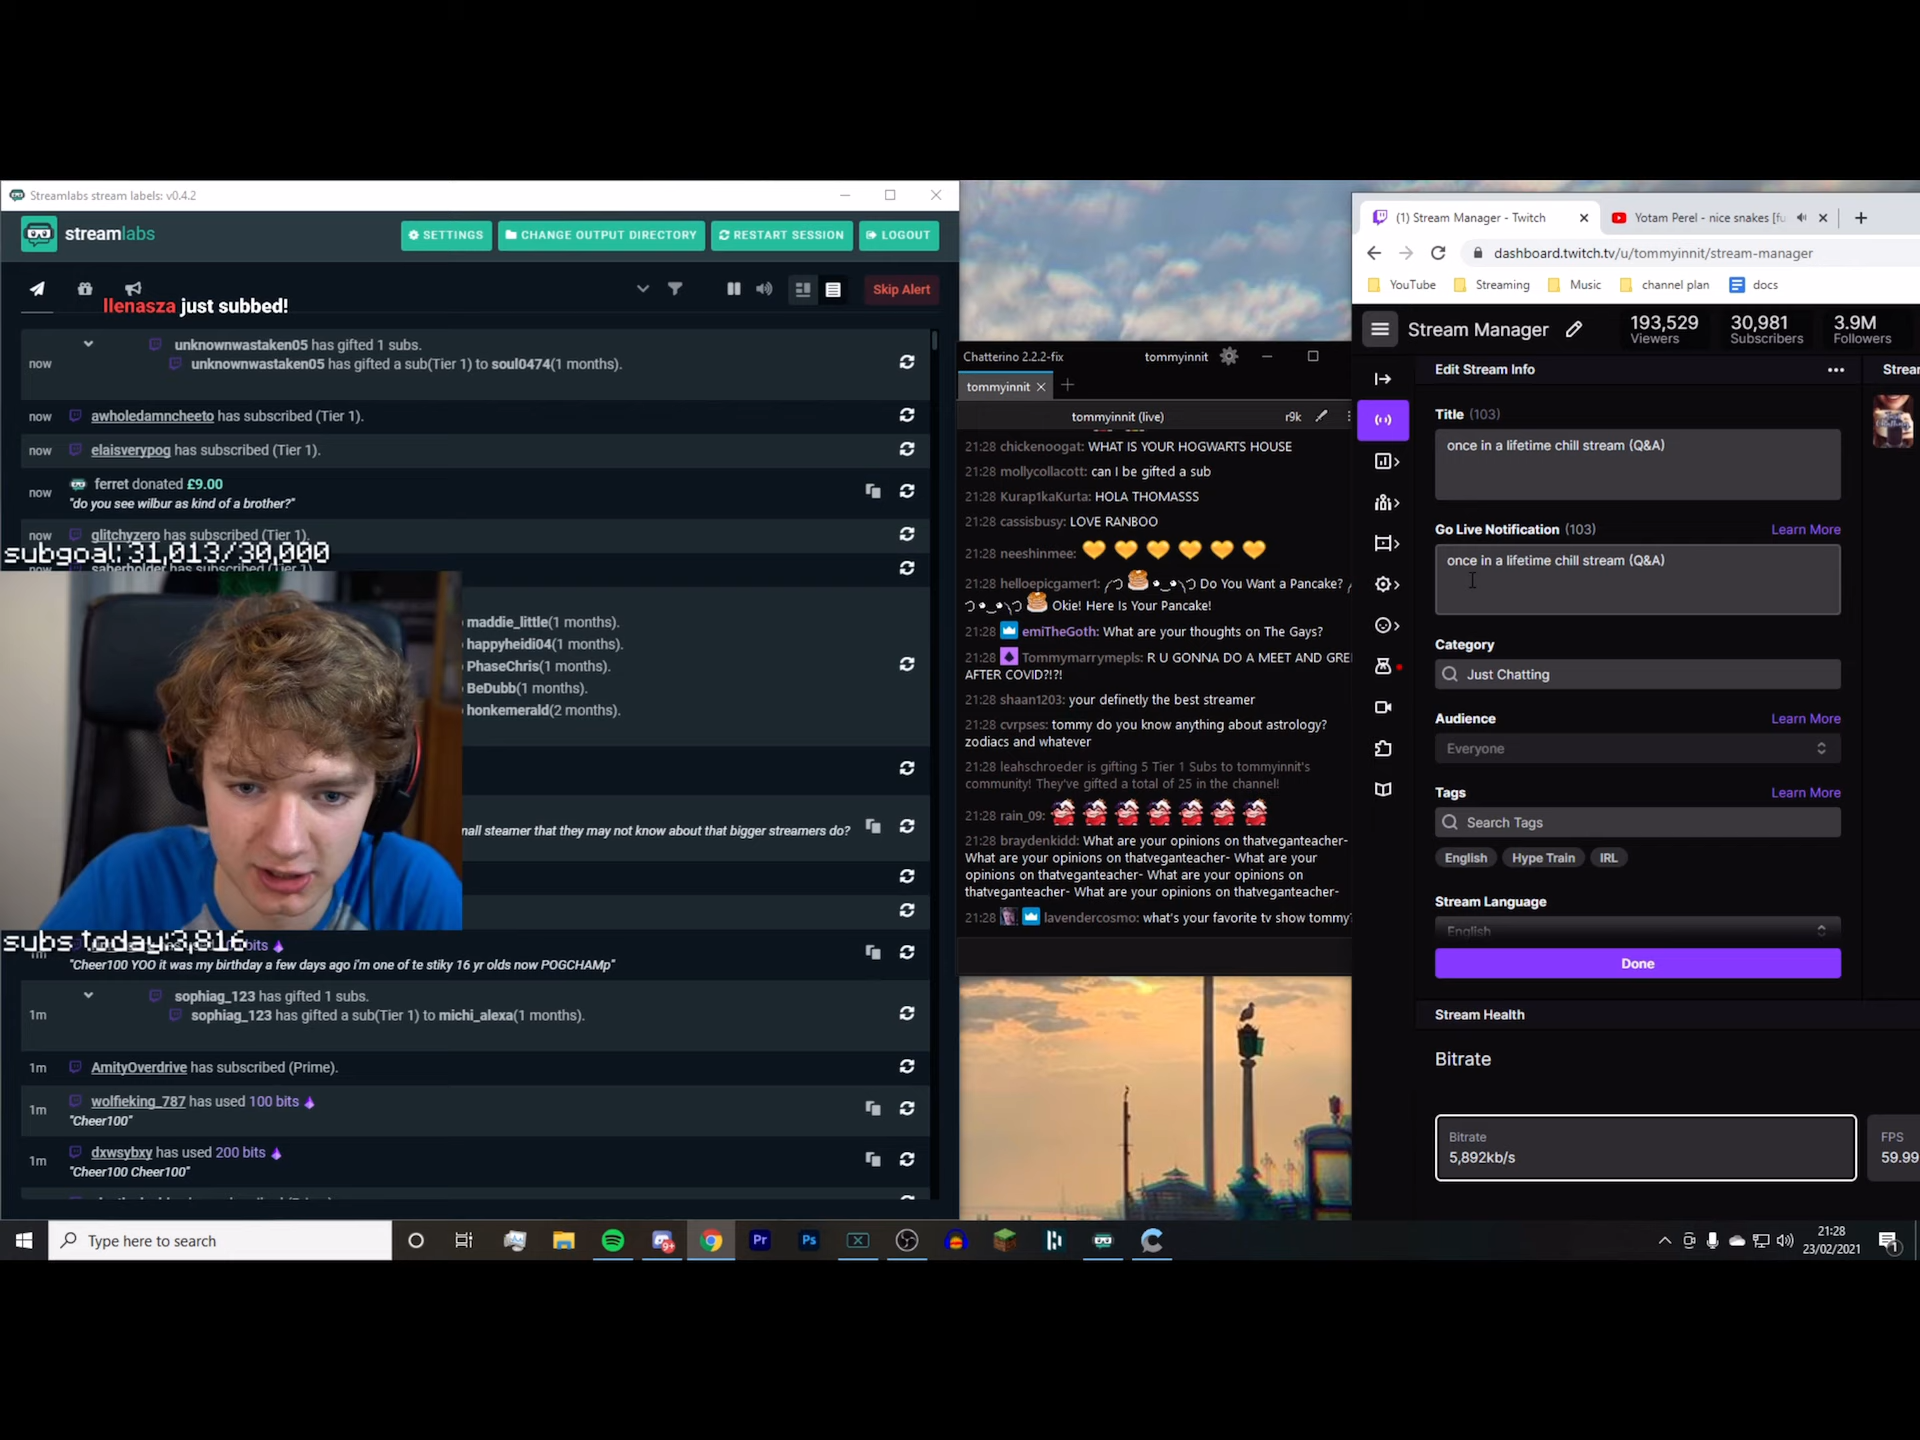 Streamlabs stream labels: v0.4.2
streamlabs
SETTINGS
CHANGE OUTPUT DIRECTORY
RESTART SESSION
LOGOUT
Skip Alert
llenasza just subbed!
now
unknownwastaken05 has gifted 1 subs.
unknownwastaken05 has gifted a sub(Tier 1) to soul0474(1 months).
now awholedamncheeto has subscribed (Tier 1).
now elaisverypog has subscribed (Tier 1).
now ferret donated £9.00
"do you see wilbur as kind of a brother?"
now glitchyzero has subscribed (Tier 1).
subgoal:31,013/30,000
now saberholder has subscribed (Tier 1).
maddie_little(1 months).
happyheidi04(1 months).
PhaseChris(1 months).
BeDubb(1 months).
honkemerald(2 months).
nall steamer that they may not know about that bigger streamers do?"
subs today:3,816
bits
"Cheer100 YOO it was my birthday a few days ago i'm one of te stiky 16 yr olds now POGCHAMp"
1m
sophiag_123 has gifted 1 subs.
sophiag_123 has gifted a sub(Tier 1) to michi_alexa(1 months).
1m AmityOverdrive has subscribed (Prime).
1m wolfieking_787 has used 100 bits
"Cheer100"
1m dxwsybxy has used 200 bits
"Cheer100 Cheer100"
Chatterino 2.2.2-fix
tommyinnit
tommyinnit
tommyinnit (live)
r9k
21:28 chickenoogat: WHAT IS YOUR HOGWARTS HOUSE
21:28 mollycollacott: can I be gifted a sub
21:28 Kurap1kaKurta: HOLA THOMASSS
21:28 cassisbusy: LOVE RANBOO
21:28 neeshinmee: 💛 💛 💛 💛 💛 💛
21:28 helloepicgamer1: Do You Want a Pancake?
Okie! Here Is Your Pancake!
21:28 emiTheGoth: What are your thoughts on The Gays?
21:28 Tommymarrymepls: R U GONNA DO A MEET AND GRE
AFTER COVID?!?!
21:28 shaan1203: your definetly the best streamer
21:28 cvrpses: tommy do you know anything about astrology?
zodiacs and whatever
21:28 leahschroeder is gifting 5 Tier 1 Subs to tommyinnit's
community! They've gifted a total of 25 in the channel!
21:28 rain_09:
21:28 braydenkidd: What are your opinions on thatveganteacher-
What are your opinions on thatveganteacher- What are your
opinions on thatveganteacher- What are your opinions on
thatveganteacher- What are your opinions on thatveganteacher-
21:28 lavendercosmo: what's your favorite tv show tommy?
(1) Stream Manager - Twitch
Yotam Perel - nice snakes [fu
dashboard.twitch.tv/u/tommyinnit/stream-manager
YouTube
Streaming
Music
channel plan
docs
Stream Manager
193,529
Viewers
30,981
Subscribers
3.9M
Followers
Edit Stream Info
Strear
Title (103)
once in a lifetime chill stream (Q&A)
Go Live Notification (103)
Learn More
once in a lifetime chill stream (Q&A)
Category
Just Chatting
Audience
Learn More
Everyone
Tags
Learn More
Search Tags
English
Hype Train
IRL
Stream Language
English
Done
Stream Health
Bitrate
Bitrate
5,892kb/s
FPS
59.99
Type here to search
9+
Pr
Ps
21:28
23/02/2021
1